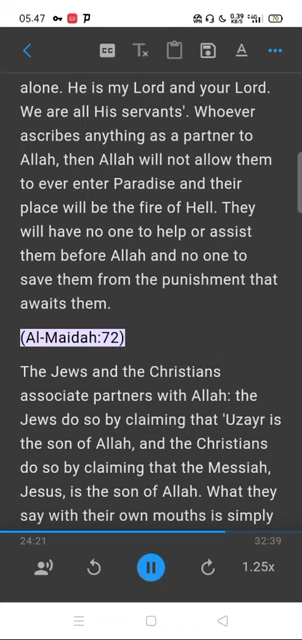 05.47
0.39 KB/S 4G 70
CC
alone. He is my Lord and your Lord.
We are all His servants'. Whoever
ascribes anything as a partner to
Allah, then Allah will not allow them
to ever enter Paradise and their
place will be the fire of Hell. They
will have no one to help or assist
them before Allah and no one to
save them from the punishment that
awaits them.
(Al-Maidah:72)
The Jews and the Christians
associate partners with Allah: the
Jews do so by claiming that 'Uzayr is
the son of Allah, and the Christians
do so by claiming that the Messiah,
Jesus, is the son of Allah. What they
say with their own mouths is simply
24:21
32:39
1.25x